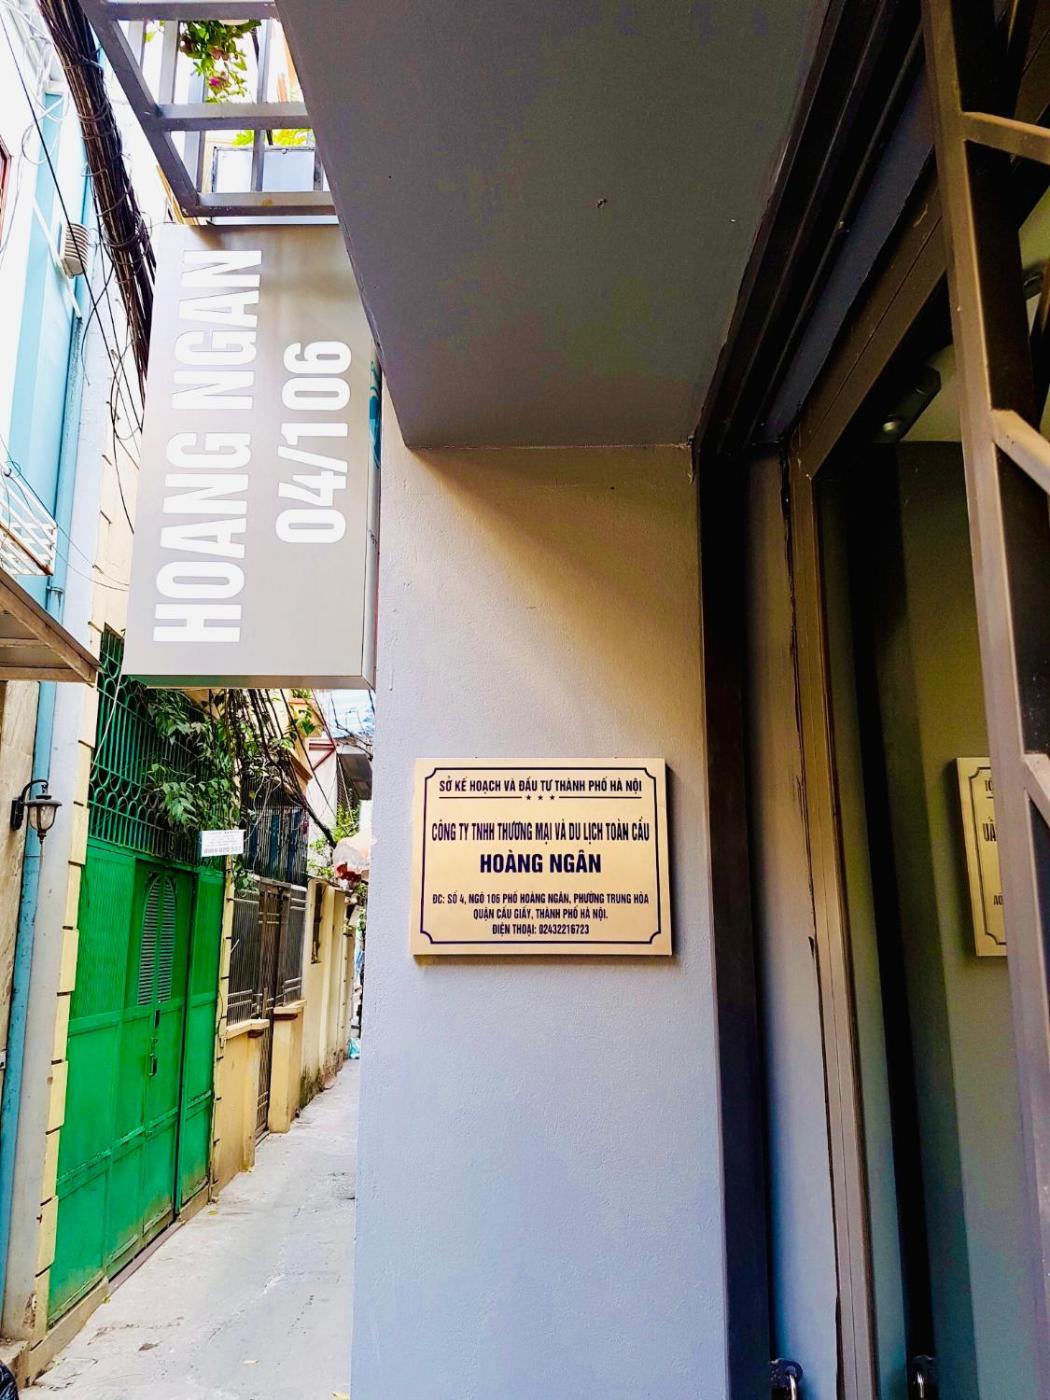 HOANG NGAN
04/106
SỞ KẾ HOẠCH VÀ ĐẦU TƯ THÀNH PHỐ HÀ NỘI
CÔNG TY TNHH THƯƠNG MẠI VÀ DU LỊCH TOÀN CẦU
HOÀNG NGÂN
ĐC: SỐ 4, NGÕ 106 PHỐ HOÀNG NGÂN, PHƯỜNG TRUNG HÒA
QUẬN CẦU GIẤY, THÀNH PHỐ HÀ NỘI.
ĐIỆN THOẠI: 02432216723